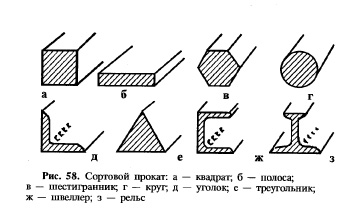 а б в г
д е ж з
Рис. 58. Сортовой прокат: а — квадрат; б — полоса;
в — шестигранник; г — круг; д — уголок; е — треугольник;
ж — швеллер; з — рельс